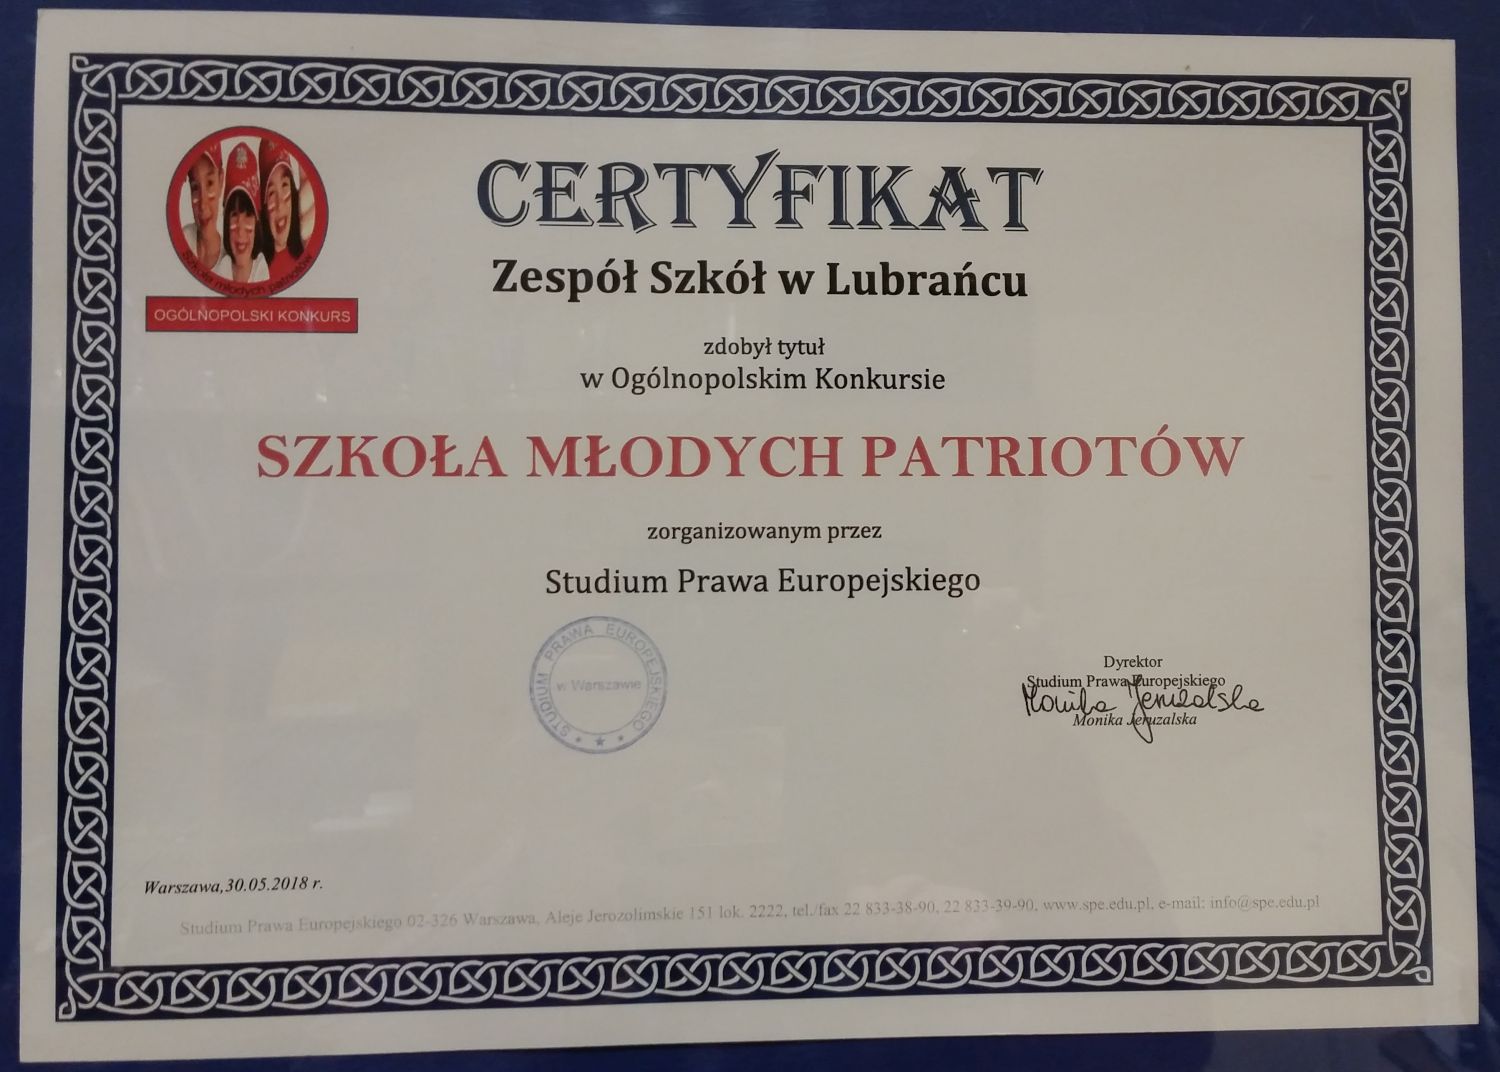 Szkoła młodych patriotów
OGÓLNOPOLSKI KONKURS
CERTYFIKAT
Zespół Szkół w Lubrańcu
zdobył tytuł
w Ogólnopolskim Konkursie
SZKOŁA MŁODYCH PATRIOTÓW
zorganizowanym przez
Studium Prawa Europejskiego
STUDIUM PRAWA EUROPEJSKIEGO
w Warszawie
Dyrektor
Studium Prawa Europejskiego
Monika Jeruzalska
Monika Jeruzalska
Warszawa,30.05.2018 r.
Studium Prawa Europejskiego 02-326 Warszawa, Aleje Jerozolimskie 151 lok. 2222, tel./fax 22 833-38-90, 22 833-39-90, www.spe.edu.pl, e-mail: info@spe.edu.pl